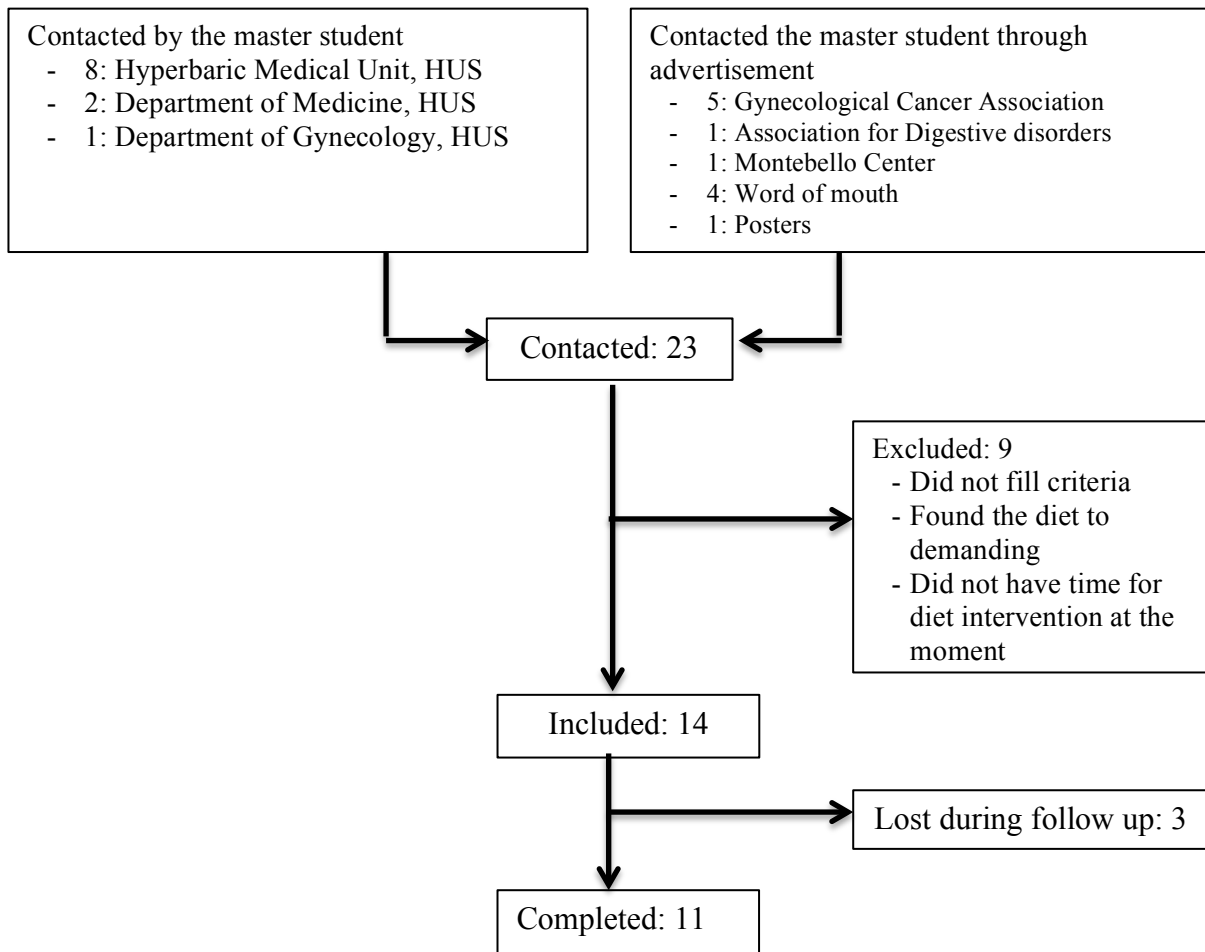 Contacted by the master student
- 8: Hyperbaric Medical Unit, HUS
- 2: Department of Medicine, HUS
- 1: Department of Gynecology, HUS
Contacted the master student through
advertisement
- 5: Gynecological Cancer Association
- 1: Association for Digestive disorders
- 1: Montebello Center
- 4: Word of mouth
- 1: Posters
Contacted: 23
Excluded: 9
- Did not fill criteria
- Found the diet to
demanding
- Did not have time for
diet intervention at the
moment
Included: 14
Lost during follow up: 3
Completed: 11